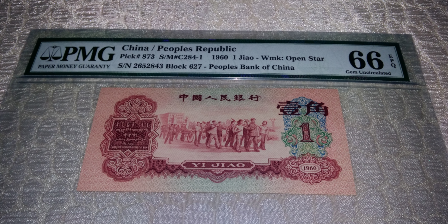 PMG
PAPER MONEY GUARANTY
China / Peoples Republic
Pick# 873 S/M#C284-1 1960 1 Jiao - Wmk: Open Star
S/N 2652843 Block 627 - Peoples Bank of China
66 EPQ
Gem Uncirculated
中國人民銀行
壹角
1
YI JIAO
1960